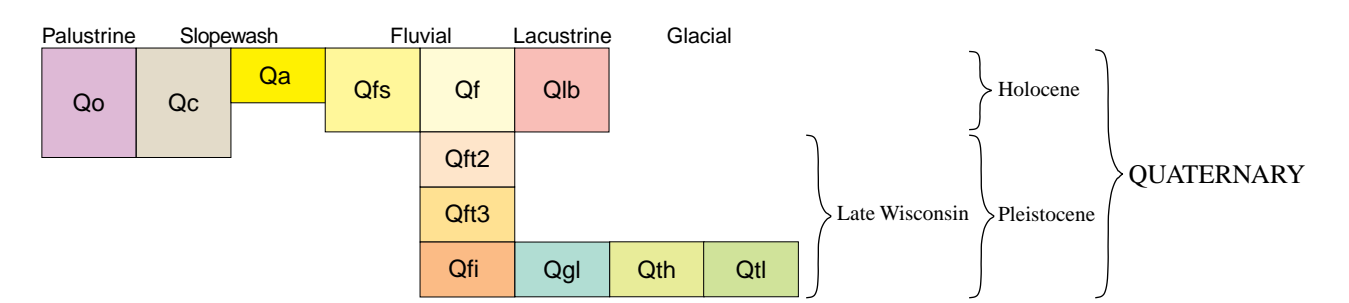 Palustrine Slopewash Fluvial Lacustrine Glacial
Qo Qc Qa Qfs Qf Qlb
Holocene
Qft2
QUATERNARY
Qft3
Late Wisconsin Pleistocene
Qfi Qgl Qth Qtl